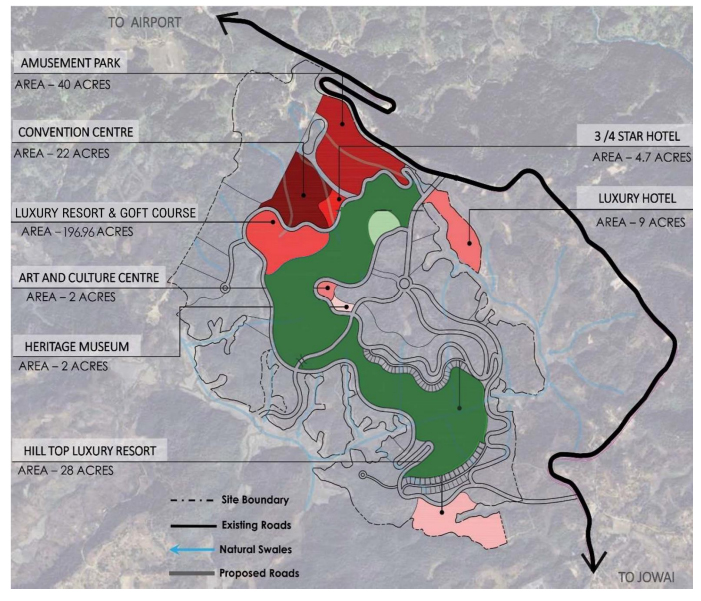 TO AIRPORT
AMUSEMENT PARK
AREA – 40 ACRES
CONVENTION CENTRE
AREA – 22 ACRES
3 /4 STAR HOTEL
AREA – 4.7 ACRES
LUXURY HOTEL
AREA – 9 ACRES
LUXURY RESORT & GOFT COURSE
AREA –196.96 ACRES
ART AND CULTURE CENTRE
AREA – 2 ACRES
HERITAGE MUSEUM
AREA – 2 ACRES
HILL TOP LUXURY RESORT
AREA – 28 ACRES
Site Boundary
Existing Roads
Natural Swales
Proposed Roads
TO JOWAI